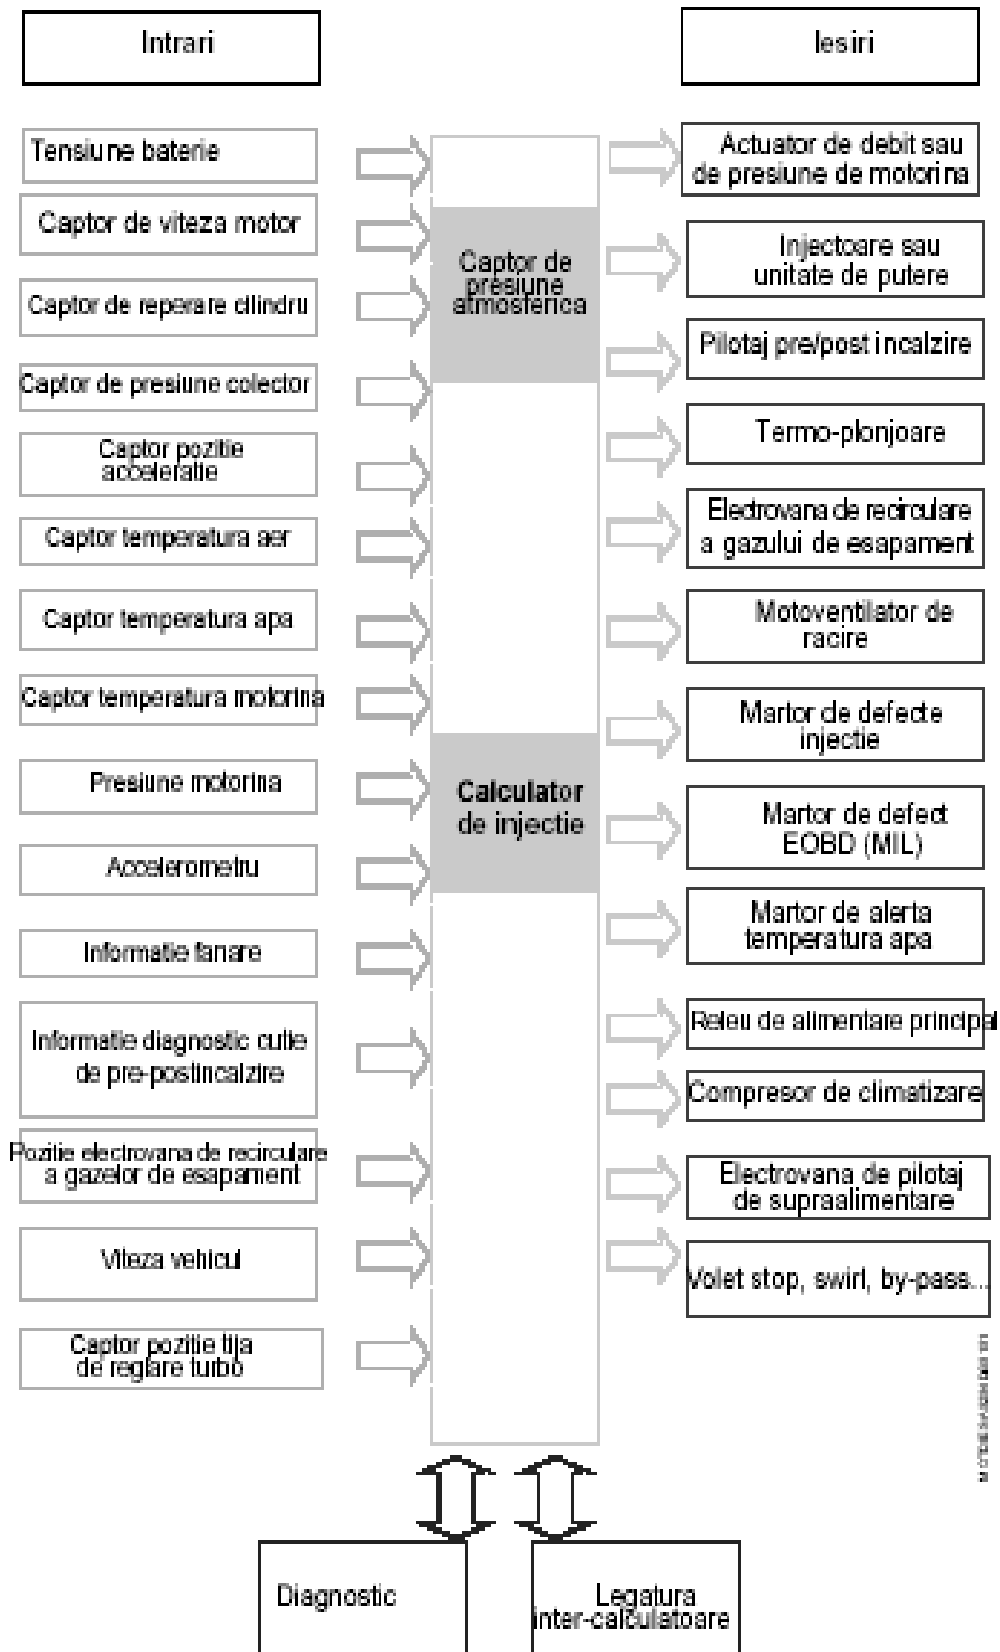 Intrari
Iesiri
Tensiune baterie
Captor de viteza motor
Captor de reperare cilindru
Captor de presiune colector
Captor pozitie
acceleratie
Captor temperatura aer
Captor temperatura apa
Captor temperatura motorina
Presiune motorina
Accelerometru
Informatie fanare
Informatie diagnostic cutie
de pre-postincalzire
Pozitie electrovana de recirculare
a gazelor de esapament
Viteza vehicul
Captor pozitie tija
de reglare turbo
Captor de
presiune
atmosferica
Calculator
de injectie
Actuator de debit sau
de presiune de motorina
Injectoare sau
unitate de putere
Pilotaj pre/post incalzire
Termo-plonjoare
Electrovana de recirculare
a gazului de esapament
Motoventilator de
racire
Martor de defecte
injectie
Martor de defect
EOBD (MIL)
Martor de alerta
temperatura apa
Releu de alimentare principal
Compresor de climatizare
Electrovana de pilotaj
de supraalimentare
Volet stop, swirl, by-pass...
Diagnostic
Legatura
inter-calculatoare